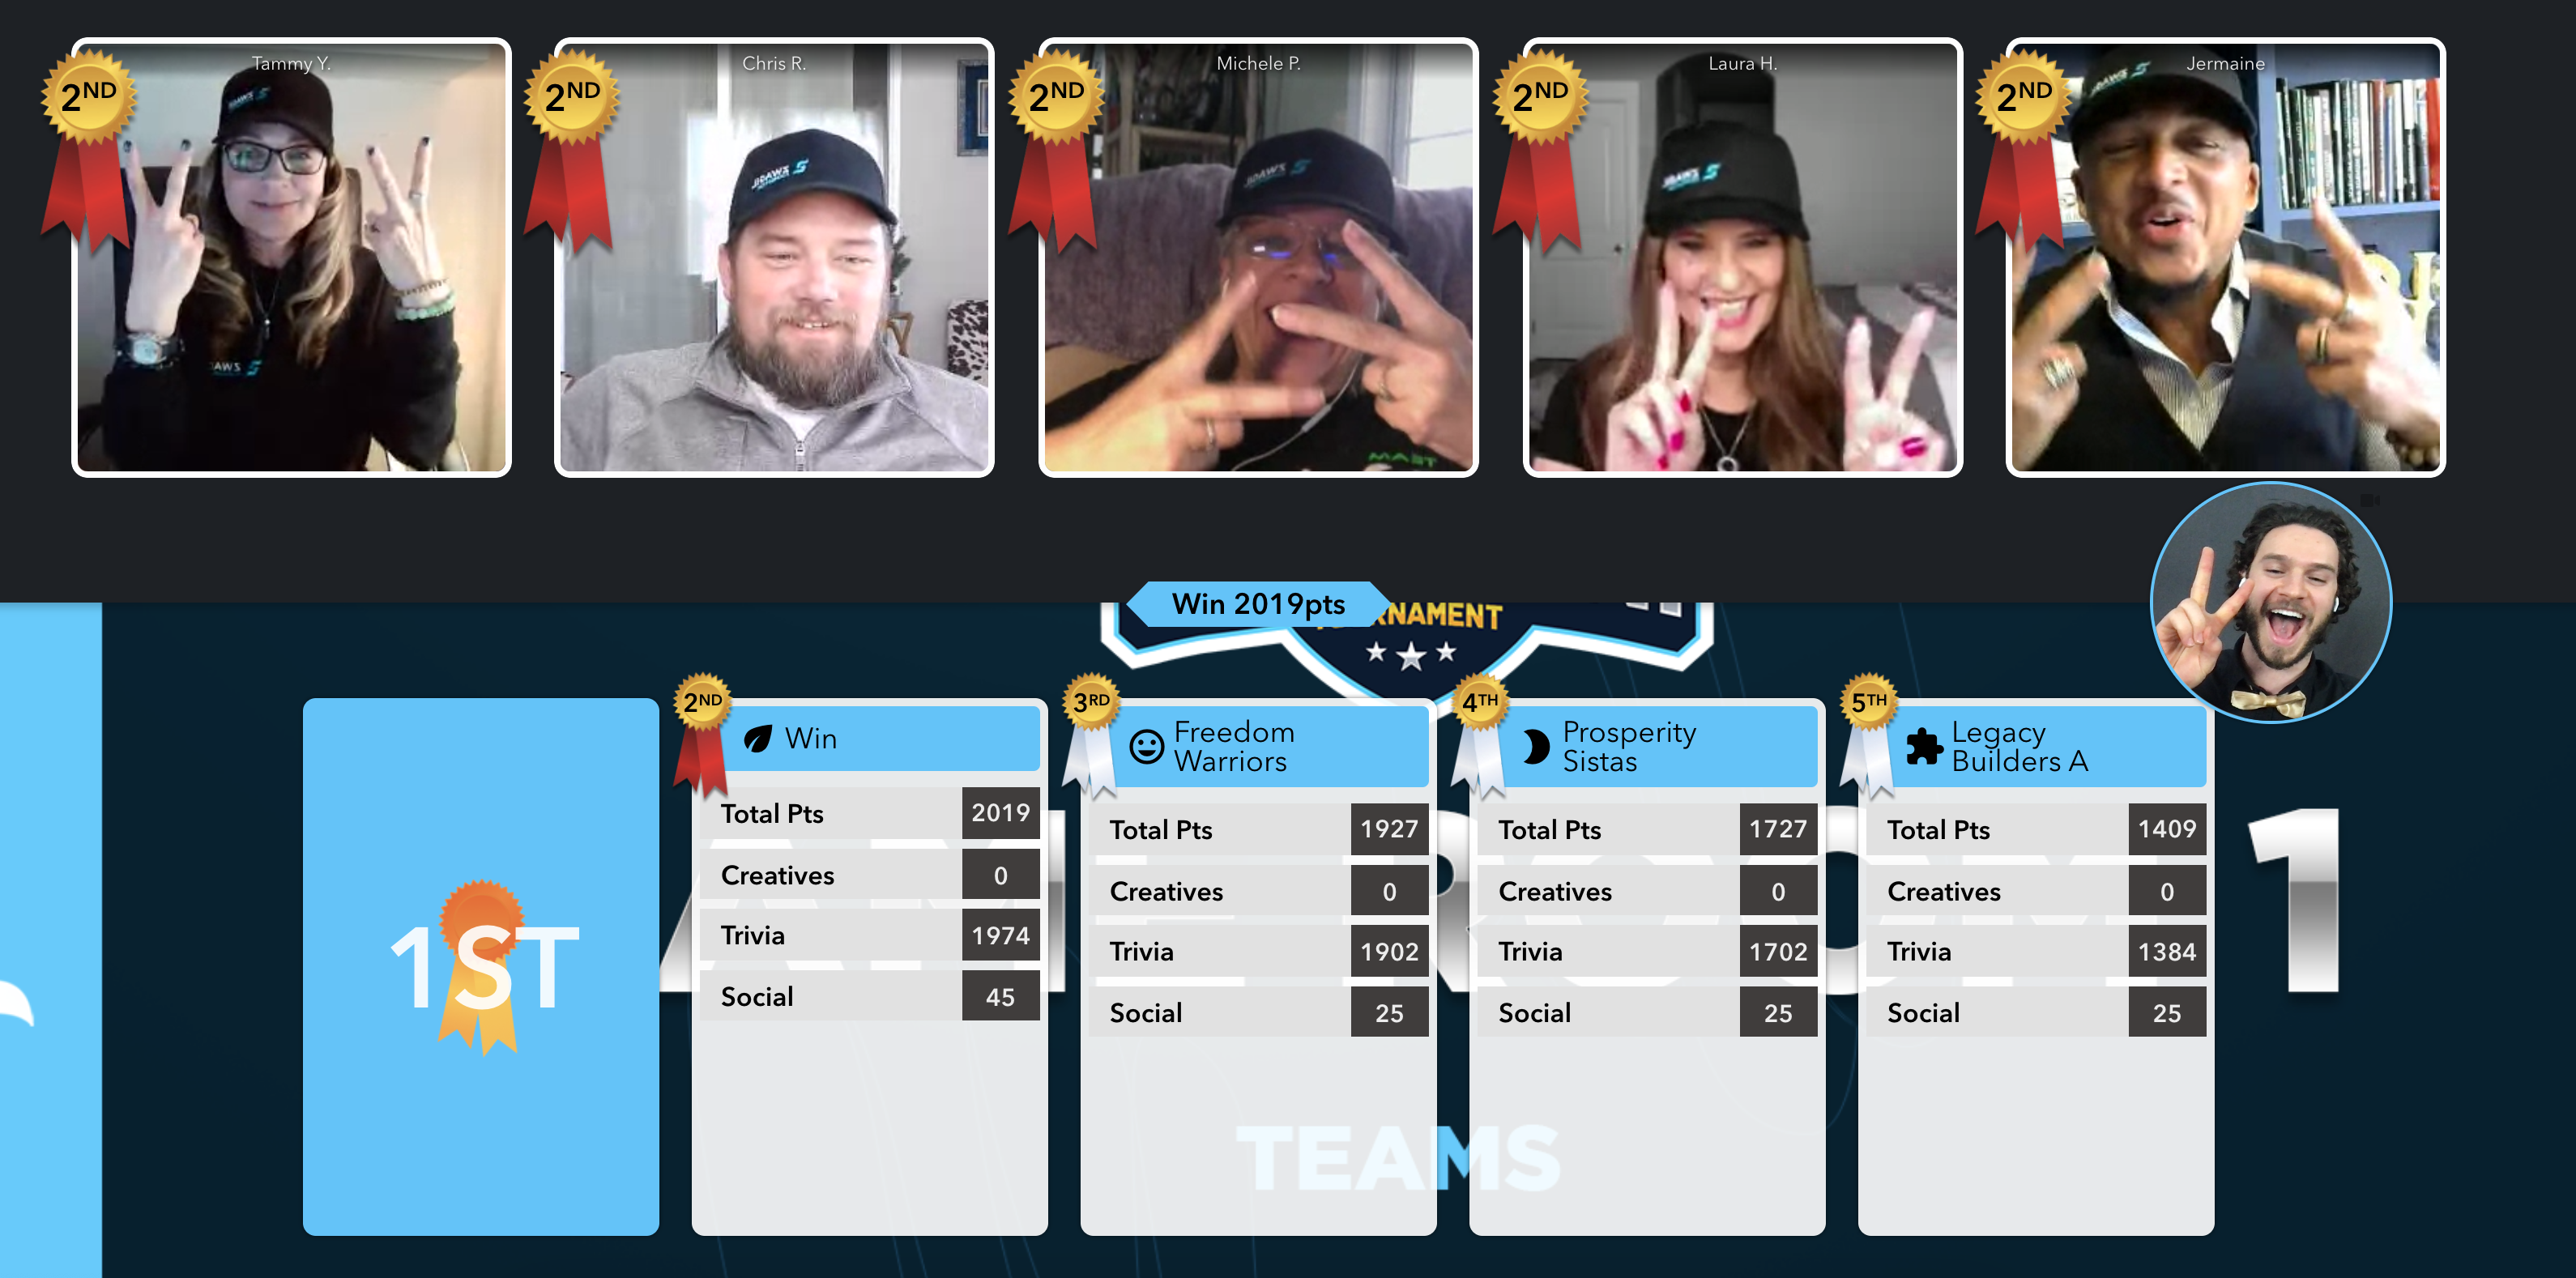 Tammy Y.
Chris R.
Michele P.
Laura H.
Jermaine
2ND
2ND
2ND
2ND
2ND
Win 2019pts
1ST
2ND
Win
Total Pts 2019
Creatives 0
Trivia 1974
Social 45
3RD
Freedom
Warriors
Total Pts 1927
Creatives 0
Trivia 1902
Social 25
4TH
Prosperity
Sistas
Total Pts 1727
Creatives 0
Trivia 1702
Social 25
5TH
Legacy
Builders A
Total Pts 1409
Creatives 0
Trivia 1384
Social 25
1
TEAMS